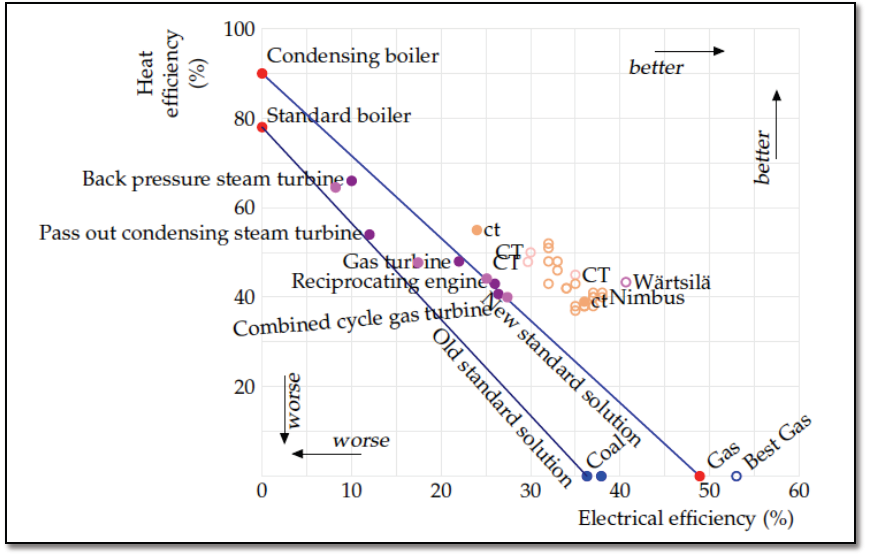 100
Heat
efficiency
(%)
Condensing boiler
better
80
Standard boiler
better
Back pressure steam turbine
60
Pass out condensing steam turbine
ct
CT
Gas turbine
CT
CT
Reciprocating engine
Wärtsilä
40
ct
Nimbus
Combined cycle gas turbine
New standard solution
Old standard solution
20
worse
worse
Coal
Gas
Best Gas
0
10
20
30
40
50
60
Electrical efficiency (%)